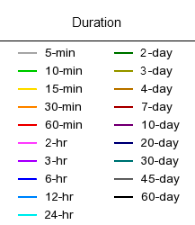 Duration
5-min
10-min
15-min
30-min
60-min
2-hr
3-hr
6-hr
12-hr
24-hr
2-day
3-day
4-day
7-day
10-day
20-day
30-day
45-day
60-day